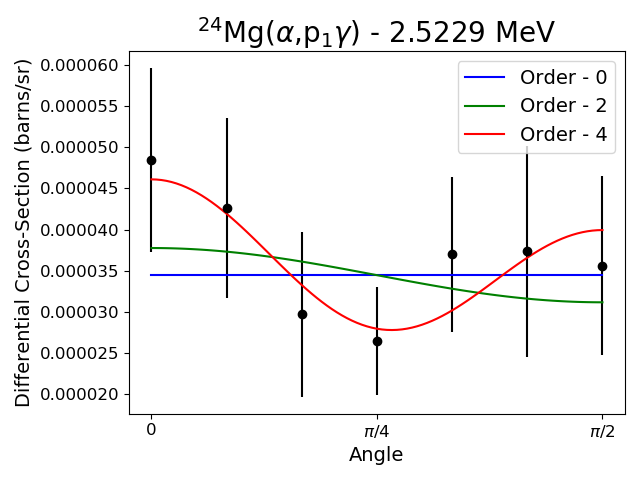 ²⁴Mg(α,p₁γ) - 2.5229 MeV
Differential Cross-Section (barns/sr)
0.000060
0.000055
0.000050
0.000045
0.000040
0.000035
0.000030
0.000025
0.000020
Order - 0
Order - 2
Order - 4
0
π/4
π/2
Angle